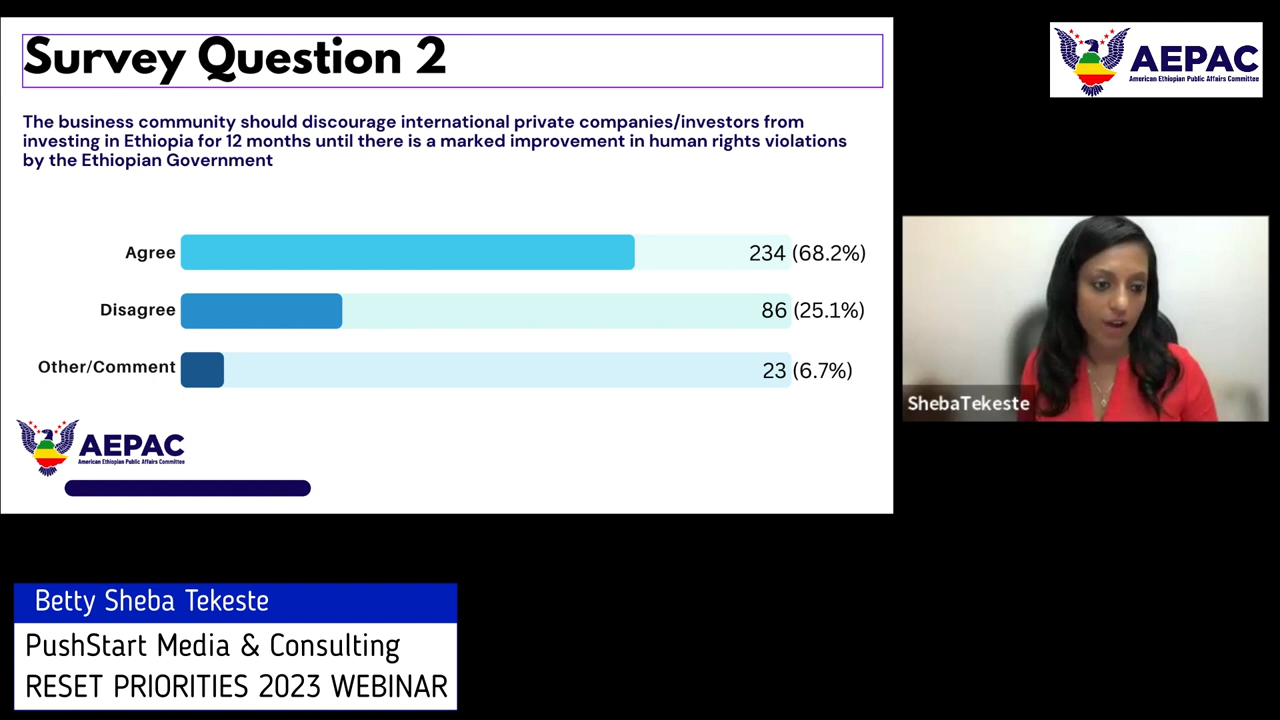 Survey Question 2
AEPAC
American Ethiopian Public Affairs Committee
The business community should discourage international private companies/investors from
investing in Ethiopia for 12 months until there is a marked improvement in human rights violations
by the Ethiopian Government
Agree 234 (68.2%)
Disagree 86 (25.1%)
Other/Comment 23 (6.7%)
ShebaTekeste
AEPAC
American Ethiopian Public Affairs Committee
Betty Sheba Tekeste
PushStart Media & Consulting
RESET PRIORITIES 2023 WEBINAR